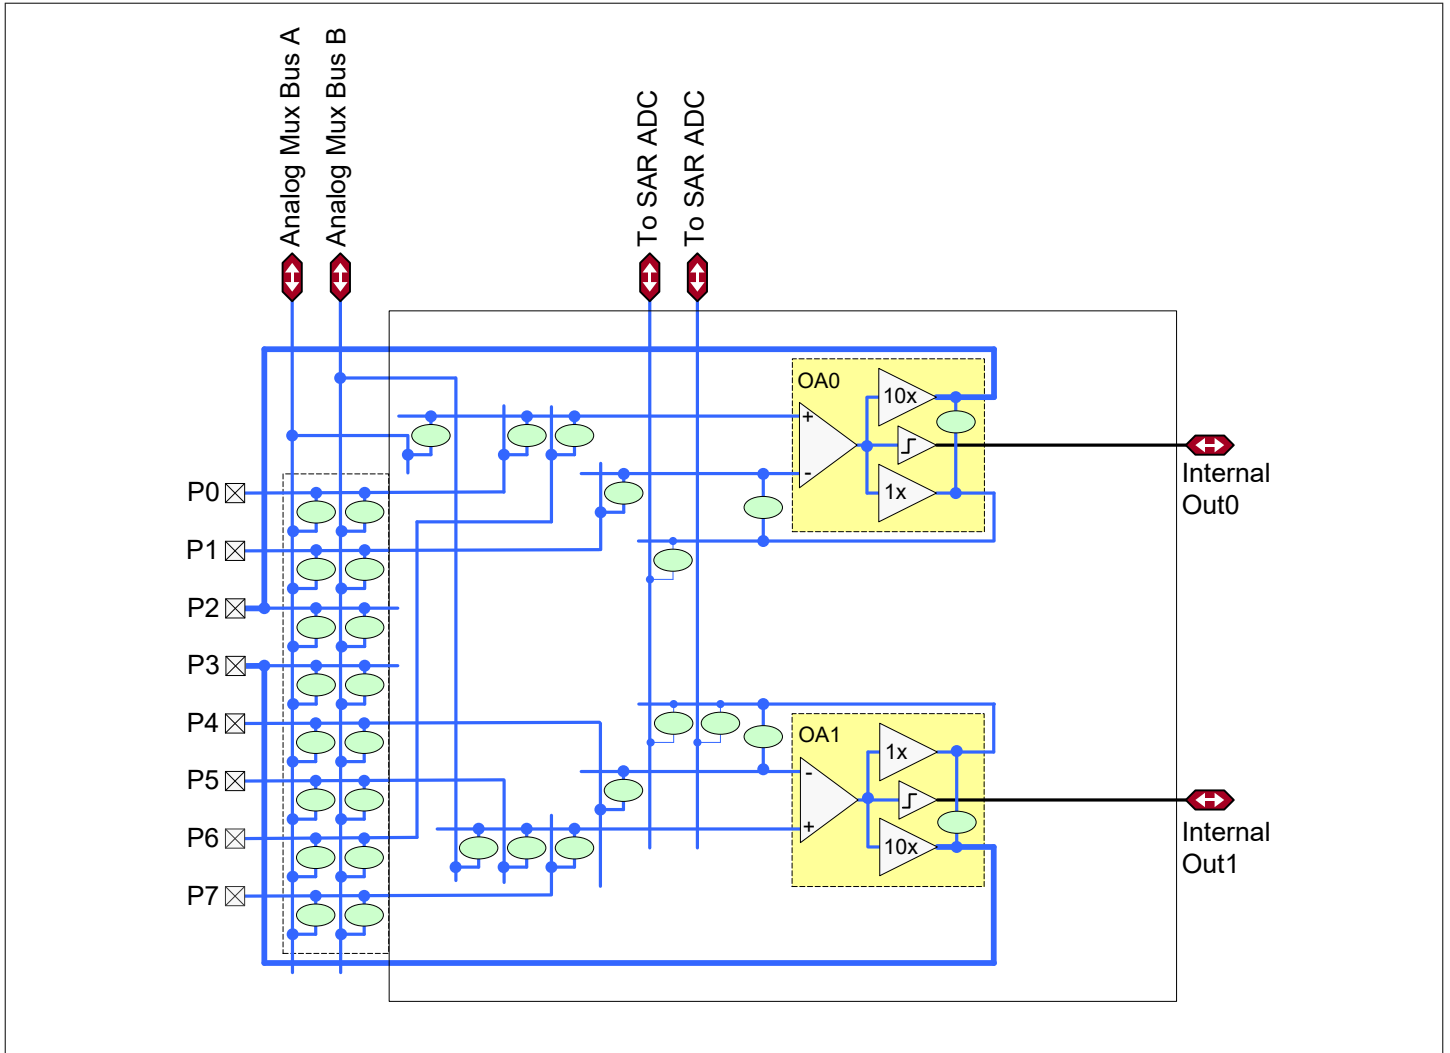 Analog Mux Bus A
Analog Mux Bus B
To SAR ADC
To SAR ADC
OA0
10x
+
-
1x
Internal
Out0
P0
P1
P2
P3
P4
P5
P6
P7
OA1
1x
-
+
10x
Internal
Out1